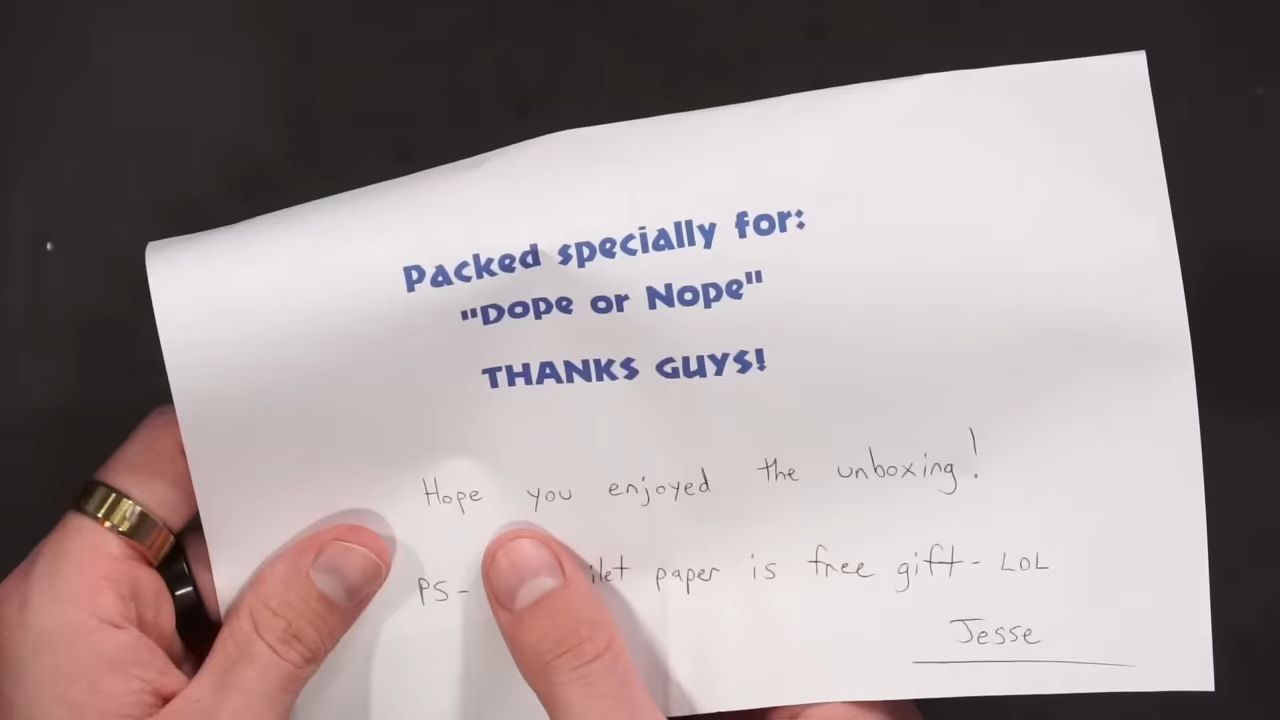 Packed specially for:
"Dope or Nope"
THANKS GUYS!
Hope you enjoyed the unboxing!
PS- paper is free gift- LOL
Jesse